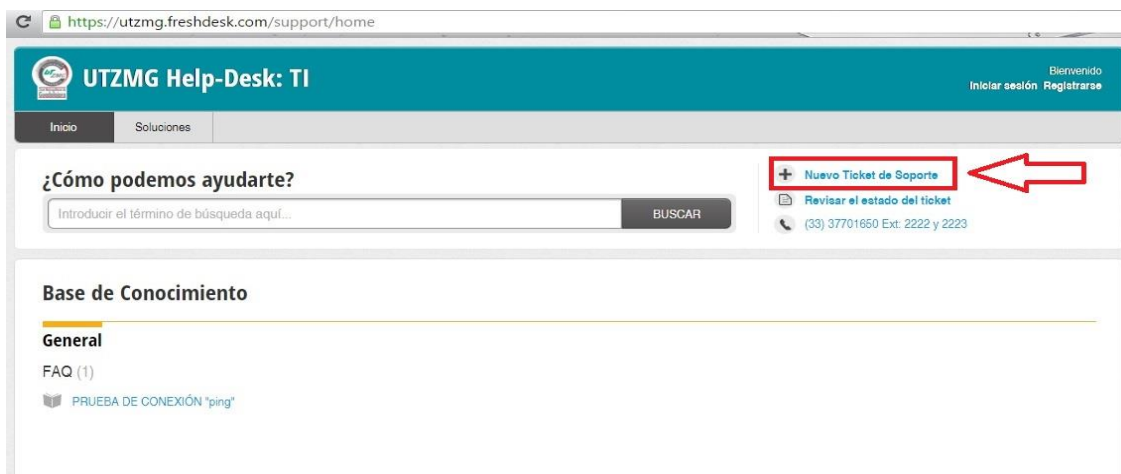 https://utzmg.freshdesk.com/support/home
UTZMG Help-Desk: TI
Bienvenido
Iniciar sesión Registrarse
Inicio Soluciones
¿Cómo podemos ayudarte?
Introducir el término de búsqueda aquí...
BUSCAR
Nuevo Ticket de Soporte
Revisar el estado del ticket
(33) 37701650 Ext: 2222 y 2223
Base de Conocimiento
General
FAQ (1)
PRUEBA DE CONEXIÓN "ping"